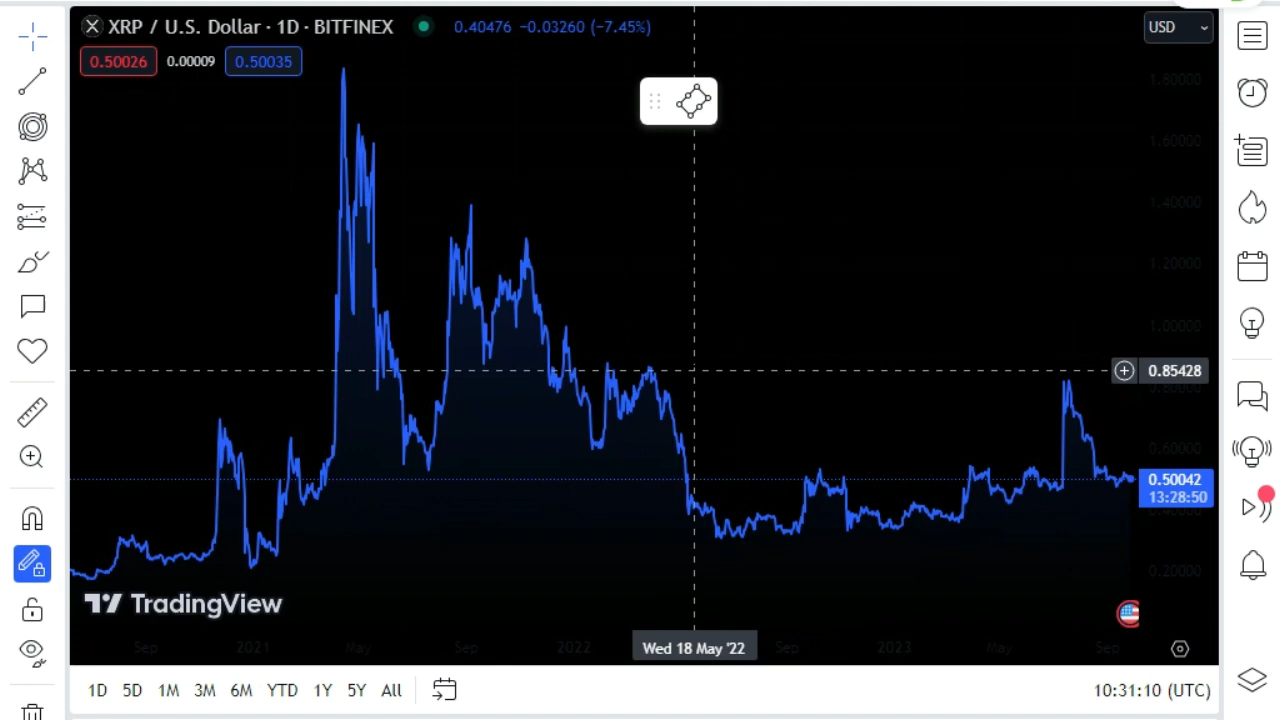 XRP / U.S. Dollar · 1D · BITFINEX 0.40476 −0.03260 (−7.45%)
USD
0.50026 0.00009 0.50035
1.80000
1.60000
1.40000
1.20000
1.00000
0.85428
0.80000
0.60000
0.50042
13:28:50
0.20000
TradingView
Sep 2021 May Sep 2022 Wed 18 May '22 Sep 2023 May Sep
1D 5D 1M 3M 6M YTD 1Y 5Y All
10:31:10 (UTC)